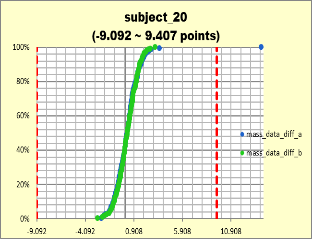 subject_20
(-9.092 ~ 9.407 points)
100%
80%
60%
40%
20%
0%
mass_data_diff_a
mass_data_diff_b
-9.092 -4.092 0.908 5.908 10.908